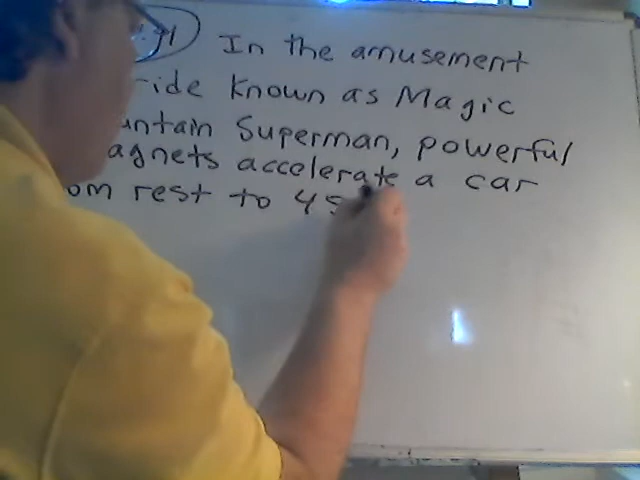 In the amusement
ride known as Magic
untain Superman, powerful
agnets accelerate a car
om rest to 45